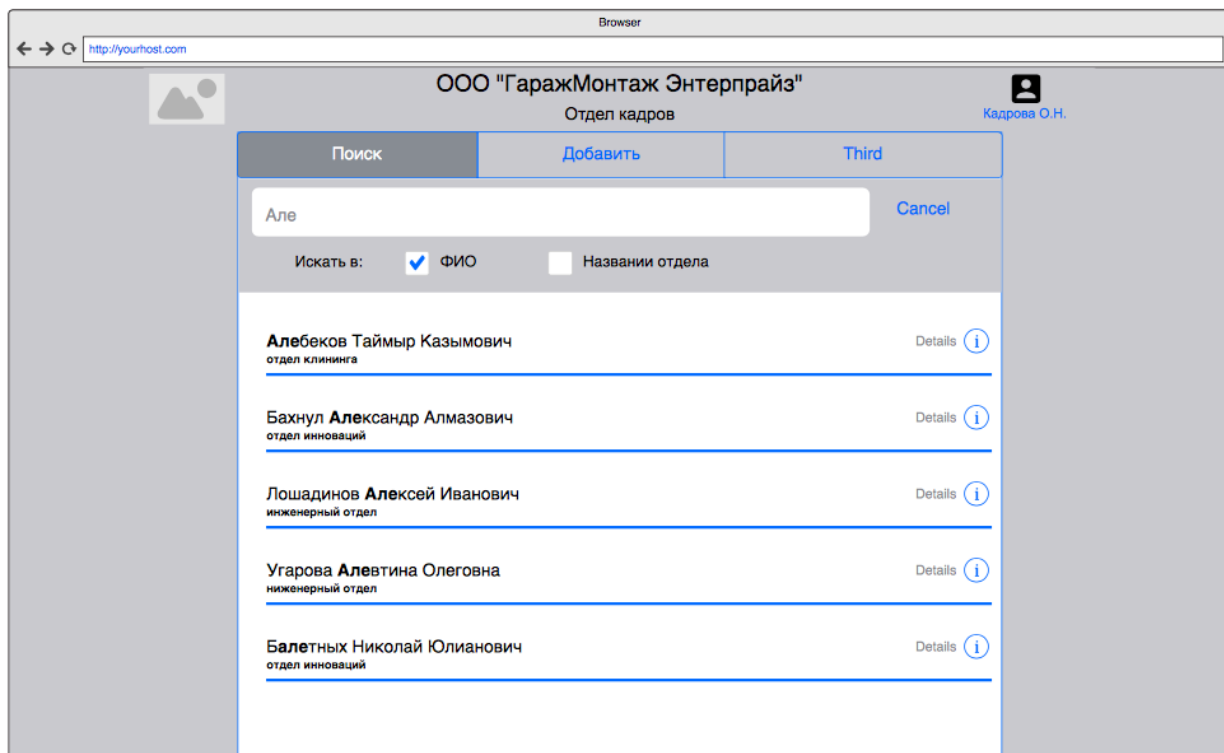 Browser
http://yourhost.com
ООО "ГаражМонтаж Энтерпрайз"
Отдел кадров
Кадрова О.Н.
Поиск Добавить Third
Але Cancel
Искать в: ФИО Названии отдела
Алебеков Таймыр Казымович Details i
отдел клининга
Бахнул Александр Алмазович Details i
отдел инноваций
Лошадинов Алексей Иванович Details i
инженерный отдел
Угарова Алевтина Олеговна Details i
ниженерный отдел
Балетных Николай Юлианович Details i
отдел инноваций